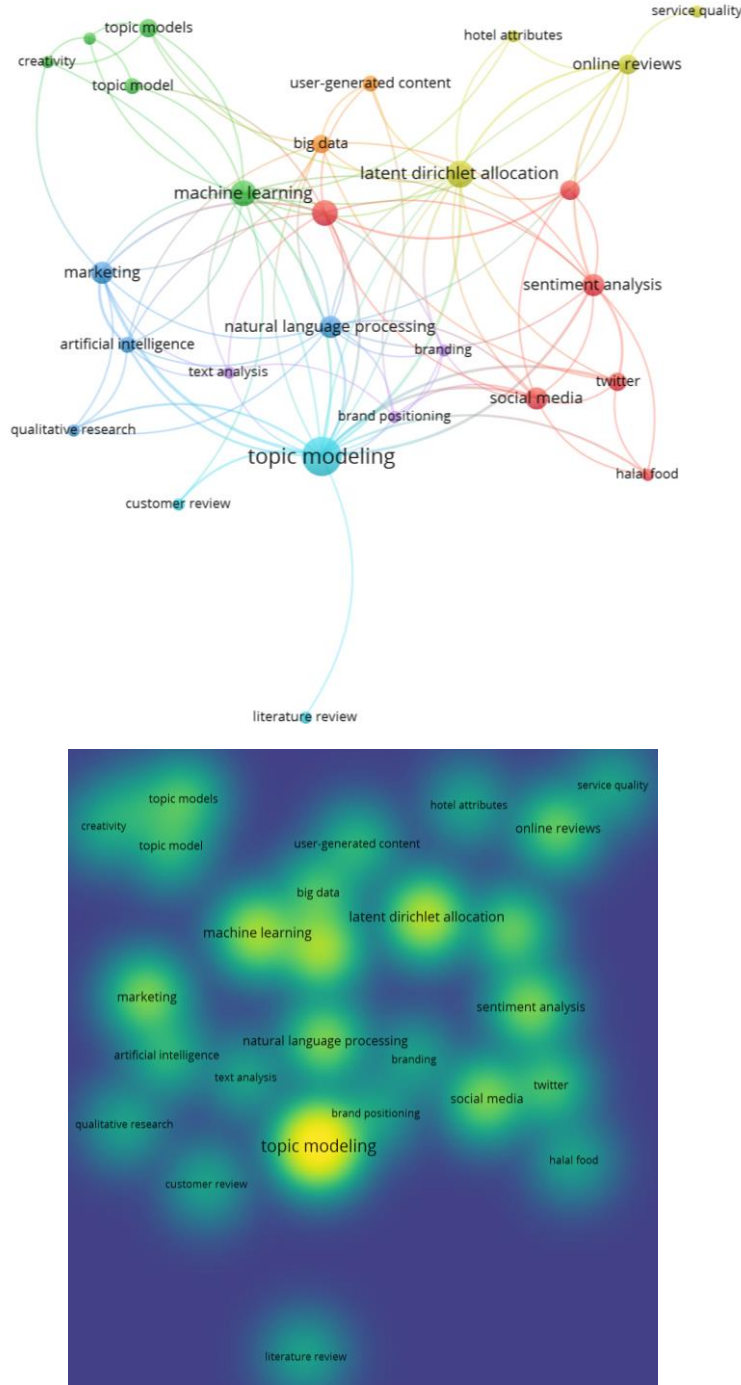 service quality
topic models
hotel attributes
creativity
online reviews
topic model
user-generated content
big data
latent dirichlet allocation
machine learning
marketing
sentiment analysis
natural language processing
artificial intelligence
branding
text analysis
twitter
social media
brand positioning
qualitative research
topic modeling
halal food
customer review
literature review
service quality
topic models
hotel attributes
creativity
online reviews
topic model
user-generated content
big data
latent dirichlet allocation
machine learning
marketing
sentiment analysis
natural language processing
artificial intelligence
branding
text analysis
twitter
social media
brand positioning
qualitative research
topic modeling
halal food
customer review
literature review